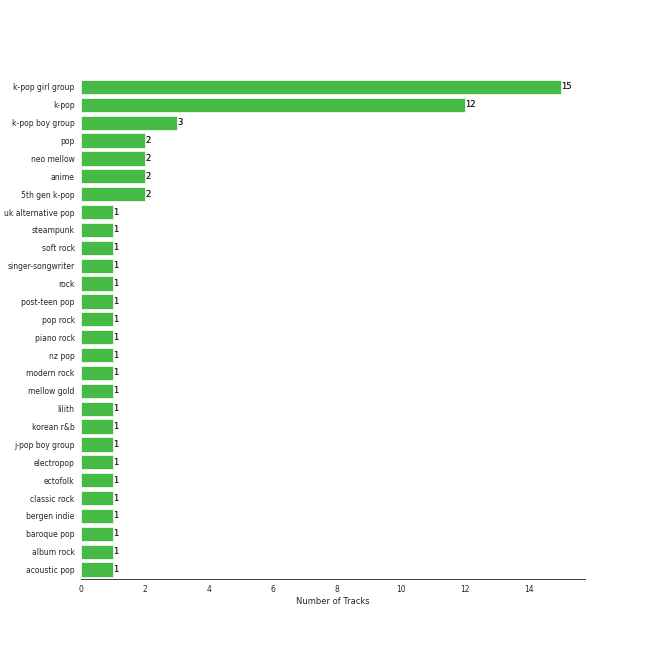 k-pop girl group 15
k-pop 12
k-pop boy group 3
pop 2
neo mellow 2
anime 2
5th gen k-pop 2
uk alternative pop 1
steampunk 1
soft rock 1
singer-songwriter 1
rock 1
post-teen pop 1
pop rock 1
piano rock 1
nz pop 1
modern rock 1
mellow gold 1
lilith 1
korean r&b 1
j-pop boy group 1
electropop 1
ectofolk 1
classic rock 1
bergen indie 1
baroque pop 1
album rock 1
acoustic pop 1
0 2 4 6 8 10 12 14
Number of Tracks